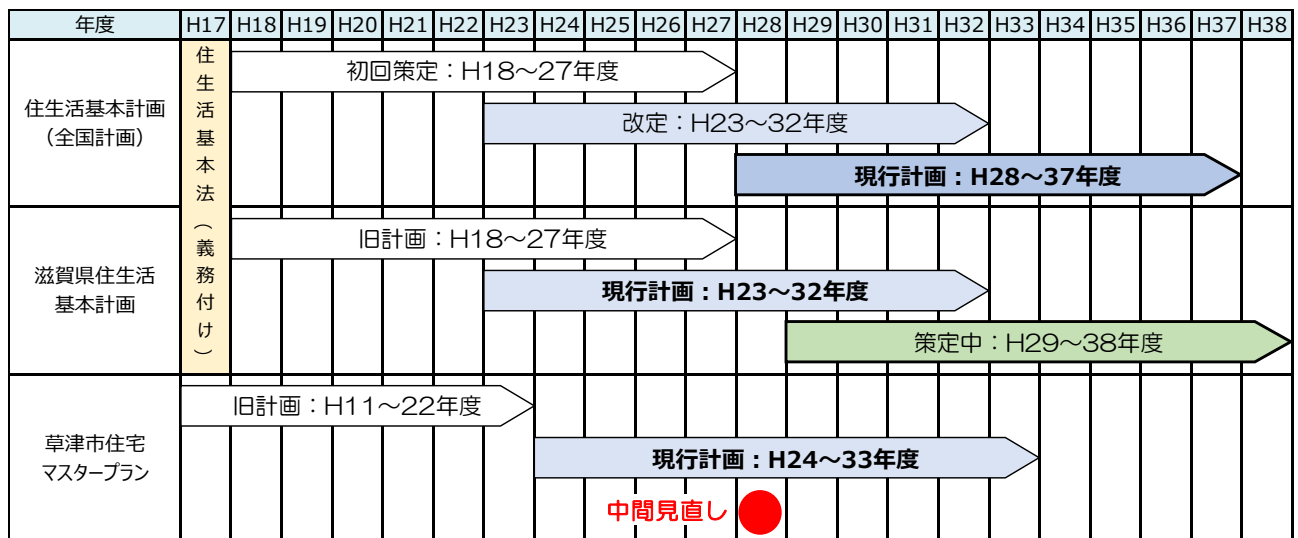 年度 H17 H18 H19 H20 H21 H22 H23 H24 H25 H26 H27 H28 H29 H30 H31 H32 H33 H34 H35 H36 H37 H38
住生活基本法（義務付け）
住生活基本計画
（全国計画）
初回策定：H18～27年度
改定：H23～32年度
現行計画：H28～37年度
滋賀県住生活
基本計画
旧計画：H18～27年度
現行計画：H23～32年度
策定中：H29～38年度
草津市住宅
マスタープラン
旧計画：H11～22年度
現行計画：H24～33年度
中間見直し